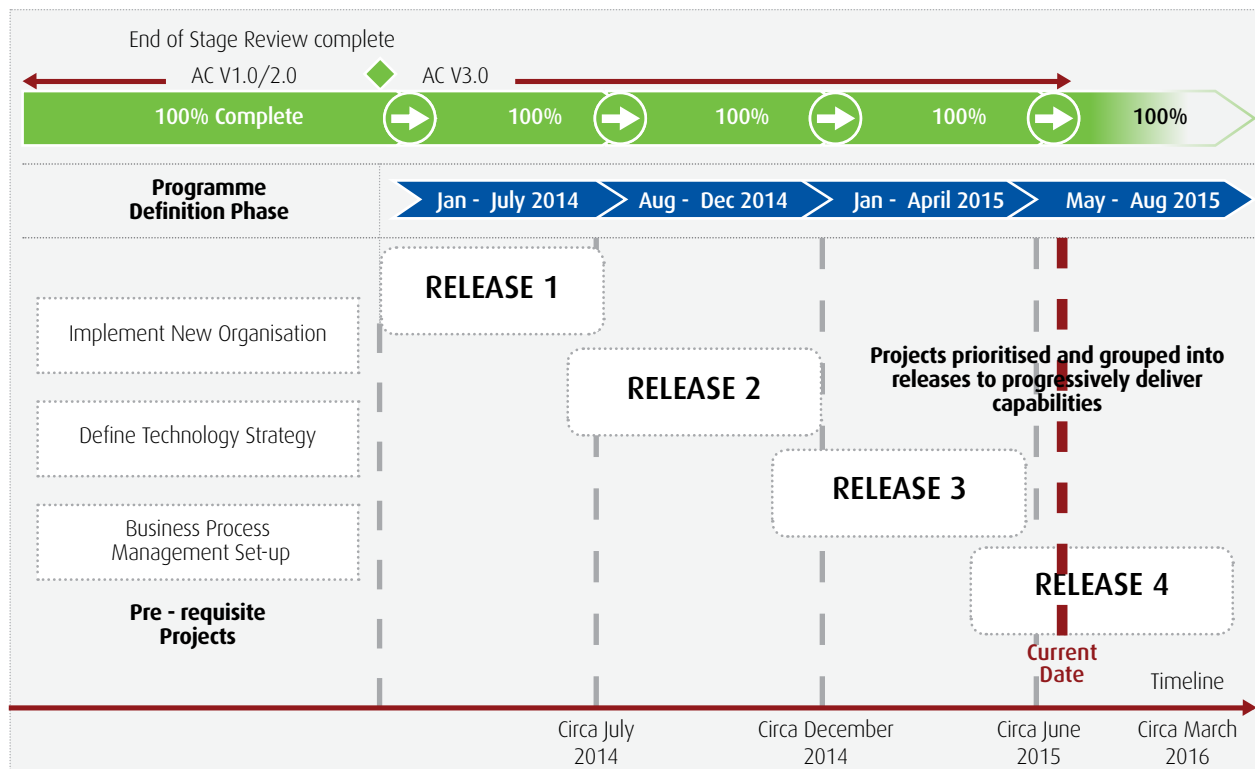 End of Stage Review complete
AC V1.0/2.0
AC V3.0
100% Complete
100%
100%
100%
100%
Programme
Definition Phase
Jan - July 2014
Aug - Dec 2014
Jan - April 2015
May - Aug 2015
RELEASE 1
Implement New Organisation
RELEASE 2
Projects prioritised and grouped into
releases to progressively deliver
capabilities
Define Technology Strategy
RELEASE 3
Business Process
Management Set-up
RELEASE 4
Pre - requisite
Projects
Current
Date
Timeline
Circa July
2014
Circa December
2014
Circa June
2015
Circa March
2016